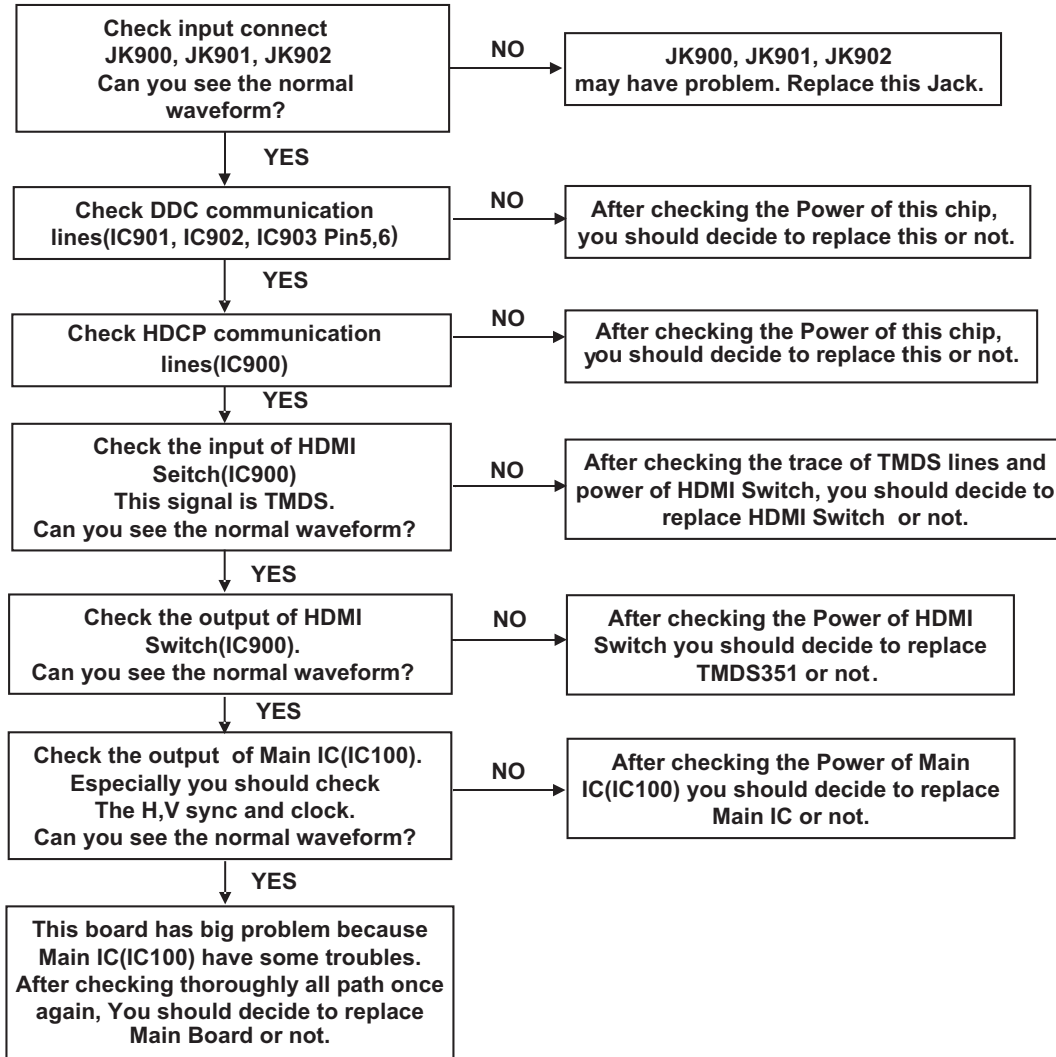 Check input connect
JK900, JK901, JK902
Can you see the normal
waveform?
NO
JK900, JK901, JK902
may have problem. Replace this Jack.
YES
Check DDC communication
lines(IC901, IC902, IC903 Pin5,6)
NO
After checking the Power of this chip,
you should decide to replace this or not.
YES
Check HDCP communication
lines(IC900)
NO
After checking the Power of this chip,
you should decide to replace this or not.
YES
Check the input of HDMI
Seitch(IC900)
This signal is TMDS.
Can you see the normal waveform?
NO
After checking the trace of TMDS lines and
power of HDMI Switch, you should decide to
replace HDMI Switch or not.
YES
Check the output of HDMI
Switch(IC900).
Can you see the normal waveform?
NO
After checking the Power of HDMI
Switch you should decide to replace
TMDS351 or not.
YES
Check the output of Main IC(IC100).
Especially you should check
The H,V sync and clock.
Can you see the normal waveform?
NO
After checking the Power of Main
IC(IC100) you should decide to replace
Main IC or not.
YES
This board has big problem because
Main IC(IC100) have some troubles.
After checking thoroughly all path once
again, You should decide to replace
Main Board or not.